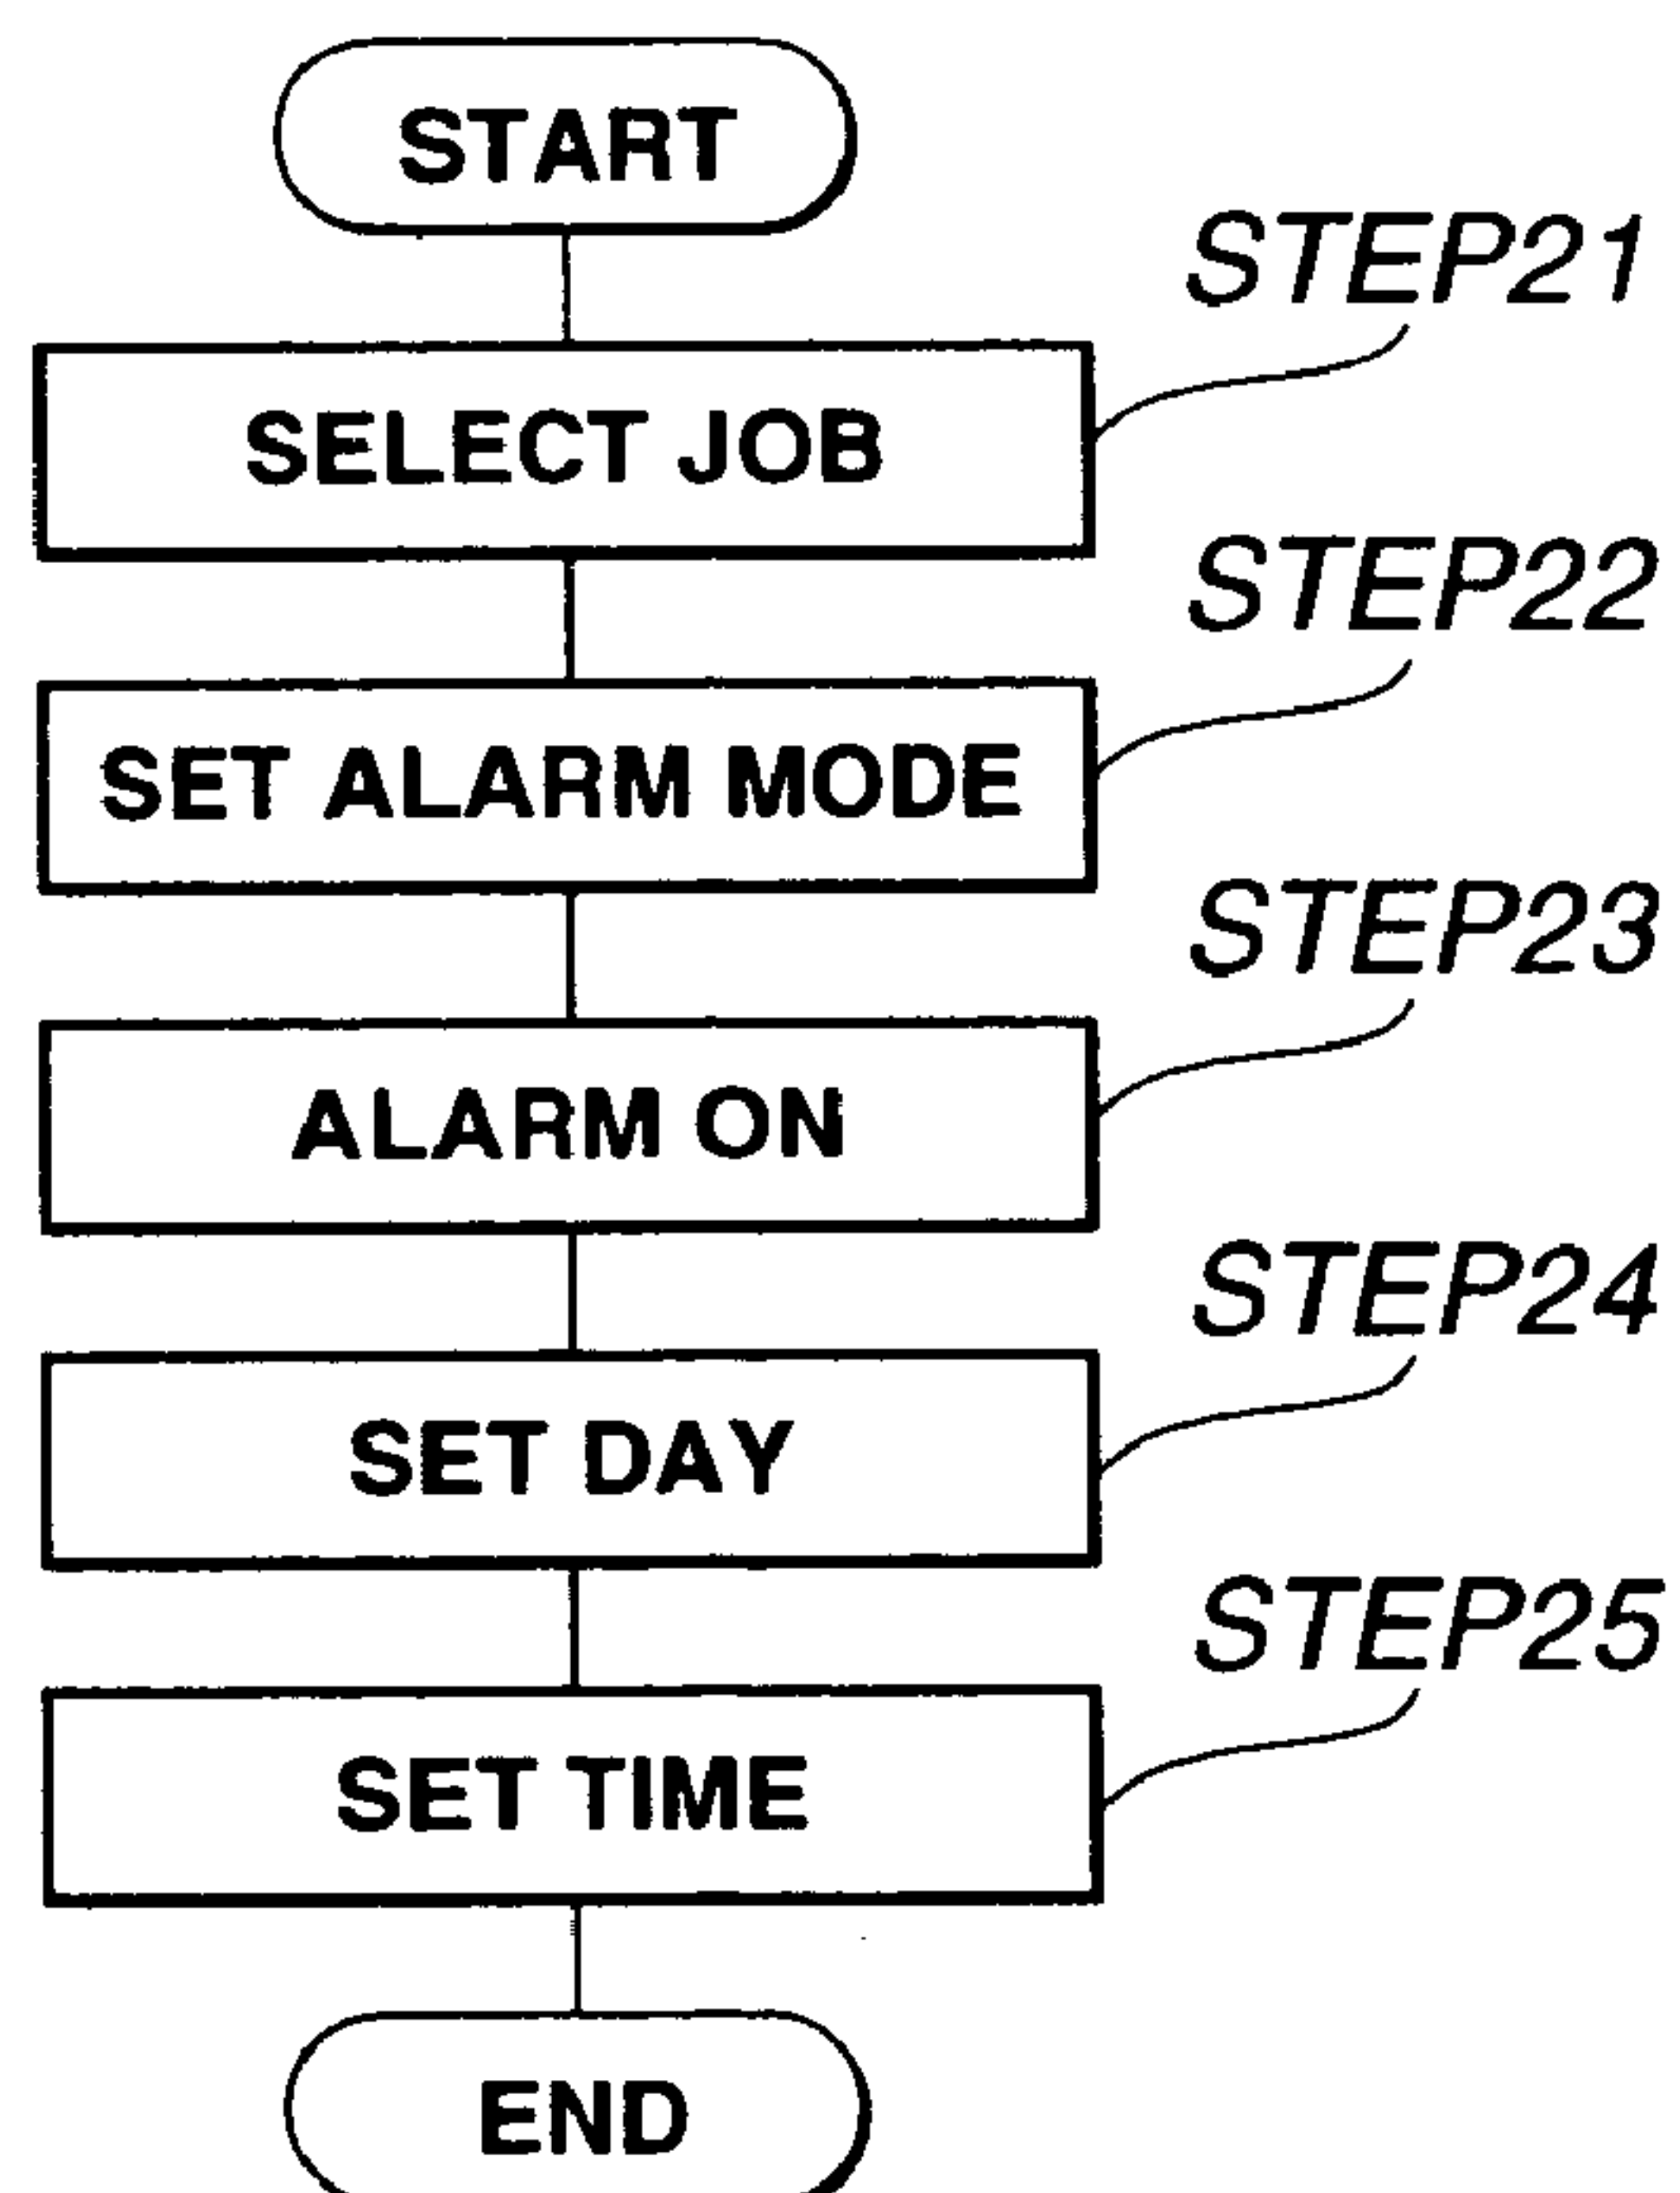 START
STEP21
SELECT JOB
STEP22
SET ALARM MODE
STEP23
ALARM ON
STEP24
SET DAY
STEP25
SET TIME
END